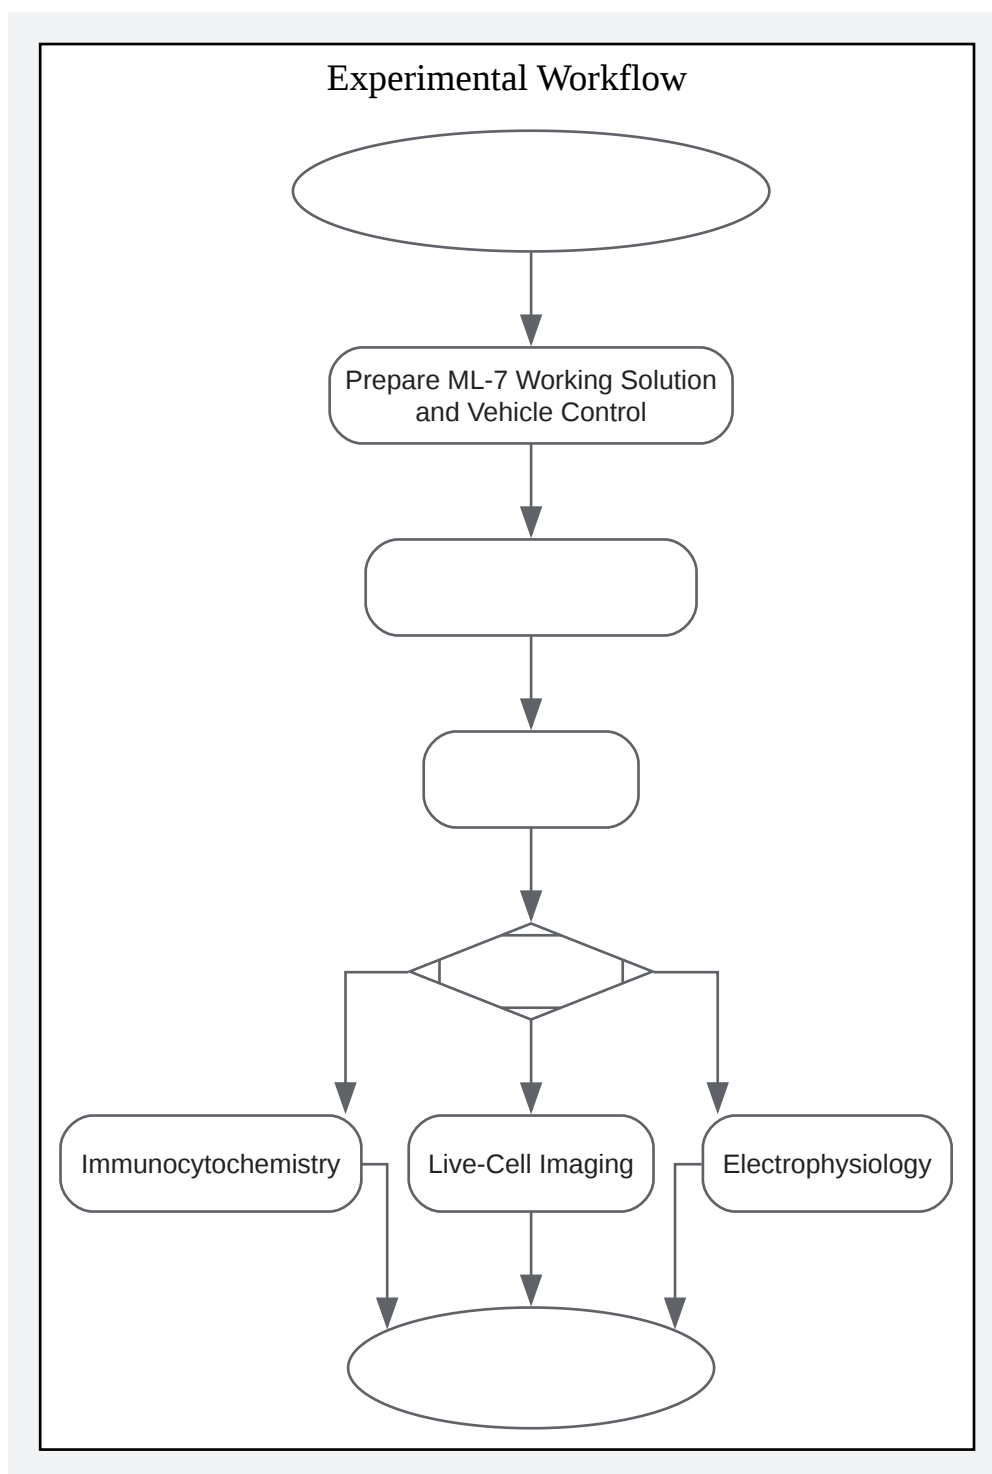 Experimental Workflow
Prepare ML-7 Working Solution
and Vehicle Control
Immunocytochemistry
Live-Cell Imaging
Electrophysiology